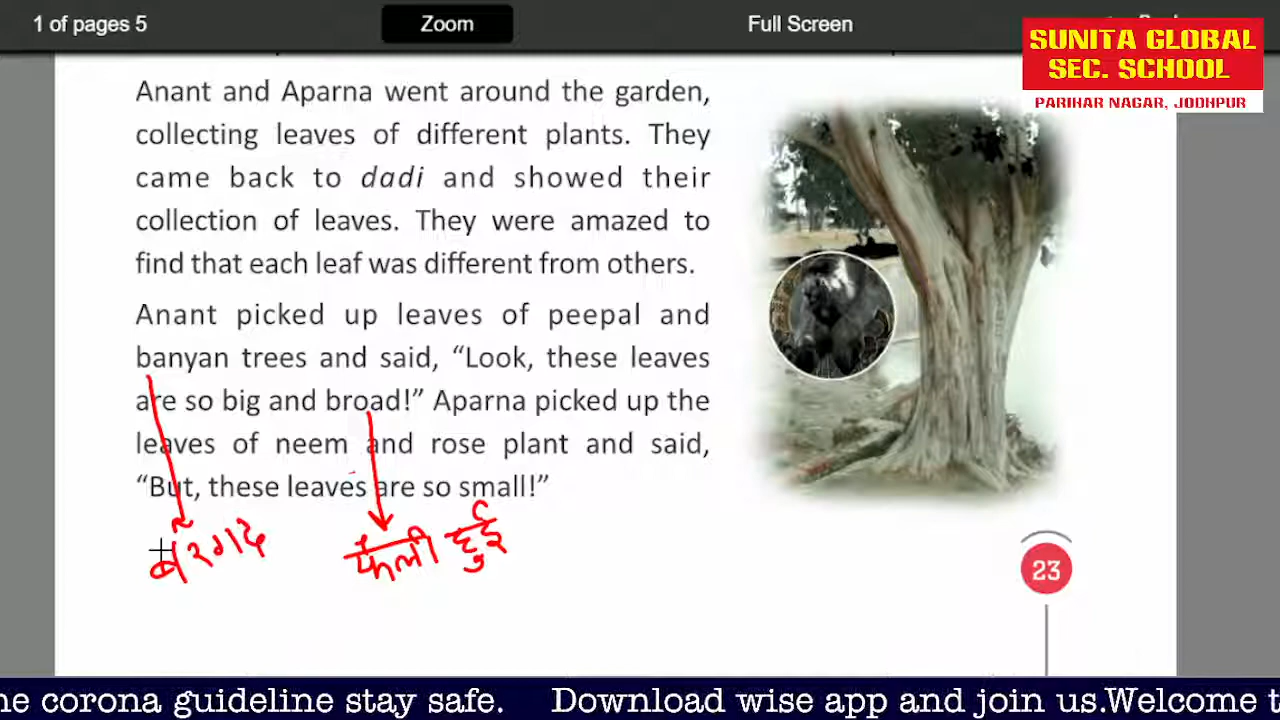 1 of pages 5
Zoom
Full Screen
SUNITA GLOBAL
SEC. SCHOOL
PARIHAR NAGAR, JODHPUR
Anant and Aparna went around the garden,
collecting leaves of different plants. They
came back to dadi and showed their
collection of leaves. They were amazed to
find that each leaf was different from others.
Anant picked up leaves of peepal and
banyan trees and said, “Look, these leaves
are so big and broad!” Aparna picked up the
leaves of neem and rose plant and said,
“But, these leaves are so small!”
बरगद
फैली हुई
23
corona guideline stay safe. Download wise app and join us.Welcome